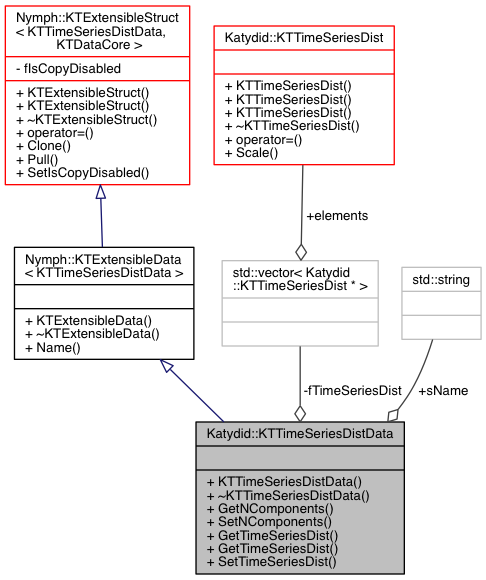 Nymph::KTExtensibleStruct
< KTTimeSeriesDistData,
KTDataCore >
- fIsCopyDisabled
+ KTExtensibleStruct()
+ KTExtensibleStruct()
+ ~KTExtensibleStruct()
+ operator=()
+ Clone()
+ Pull()
+ SetIsCopyDisabled()
Katydid::KTTimeSeriesDist
+ KTTimeSeriesDist()
+ KTTimeSeriesDist()
+ KTTimeSeriesDist()
+ ~KTTimeSeriesDist()
+ operator=()
+ Scale()
+elements
Nymph::KTExtensibleData
< KTTimeSeriesDistData >
+ KTExtensibleData()
+ ~KTExtensibleData()
+ Name()
std::vector< Katydid
::KTTimeSeriesDist * >
std::string
-fTimeSeriesDist
+sName
Katydid::KTTimeSeriesDistData
+ KTTimeSeriesDistData()
+ ~KTTimeSeriesDistData()
+ GetNComponents()
+ SetNComponents()
+ GetTimeSeriesDist()
+ GetTimeSeriesDist()
+ SetTimeSeriesDist()